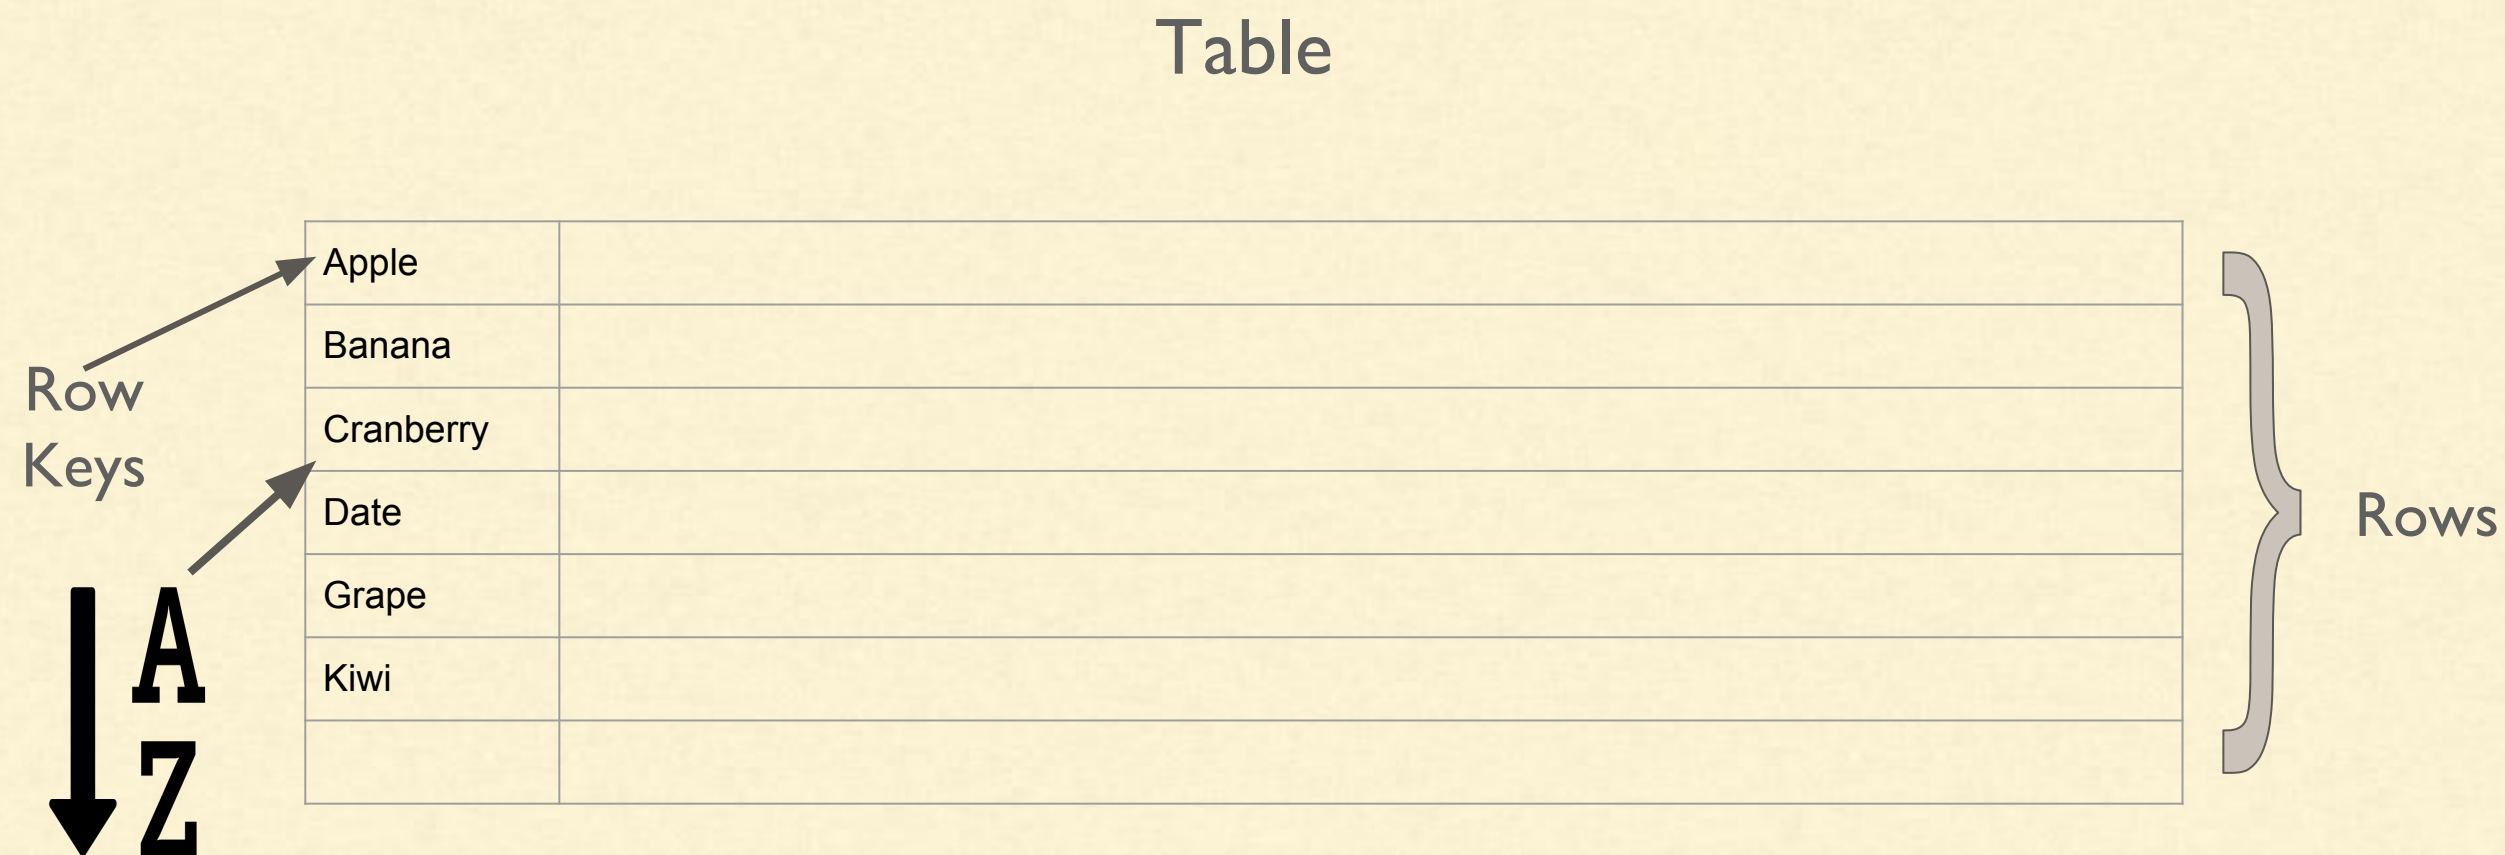 Table
Apple
Banana
Row
Keys
Cranberry
Date
Rows
Grape
Kiwi
A
Z